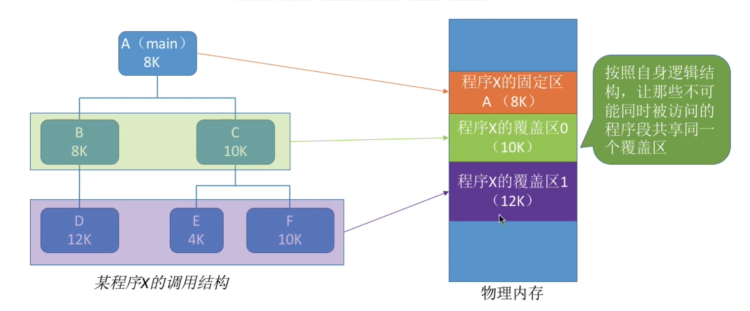 A（main）
8K
B
8K
C
10K
D
12K
E
4K
F
10K
某程序X的调用结构
程序X的固定区
A（8K）
程序X的覆盖区0
（10K）
程序X的覆盖区1
（12K）
物理内存
按照自身逻辑结
构，让那些不可
能同时被访问的
程序段共享同一
个覆盖区